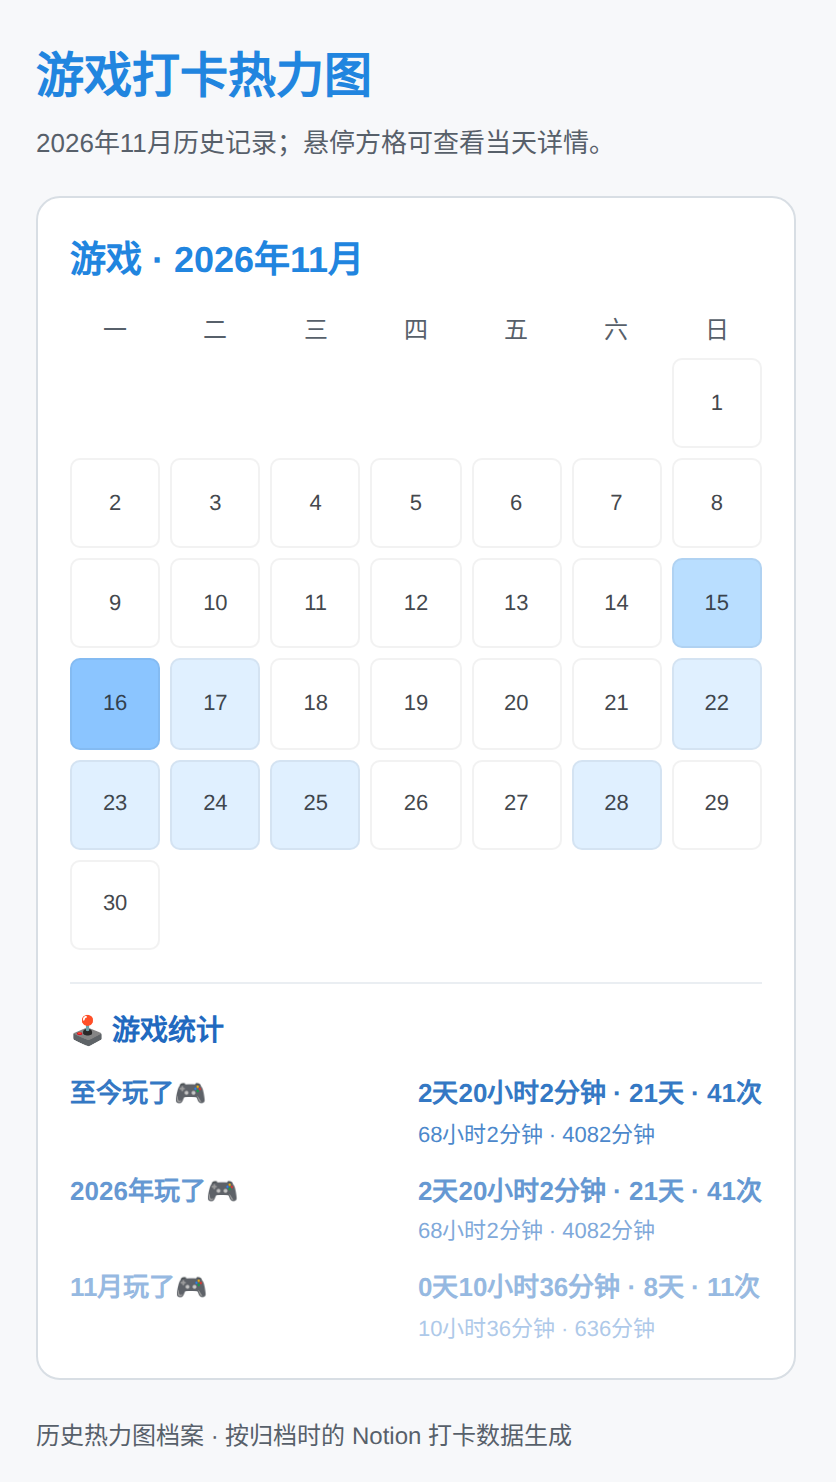 游戏打卡热力图
2026年11月历史记录；悬停方格可查看当天详情。
游戏 · 2026年11月
一 二 三 四 五 六 日
1
2 3 4 5 6 7 8
9 10 11 12 13 14 15
16 17 18 19 20 21 22
23 24 25 26 27 28 29
30
🕹️ 游戏统计
至今玩了🎮 2天20小时2分钟 · 21天 · 41次
68小时2分钟 · 4082分钟
2026年玩了🎮 2天20小时2分钟 · 21天 · 41次
68小时2分钟 · 4082分钟
11月玩了🎮 0天10小时36分钟 · 8天 · 11次
10小时36分钟 · 636分钟
历史热力图档案 · 按归档时的 Notion 打卡数据生成